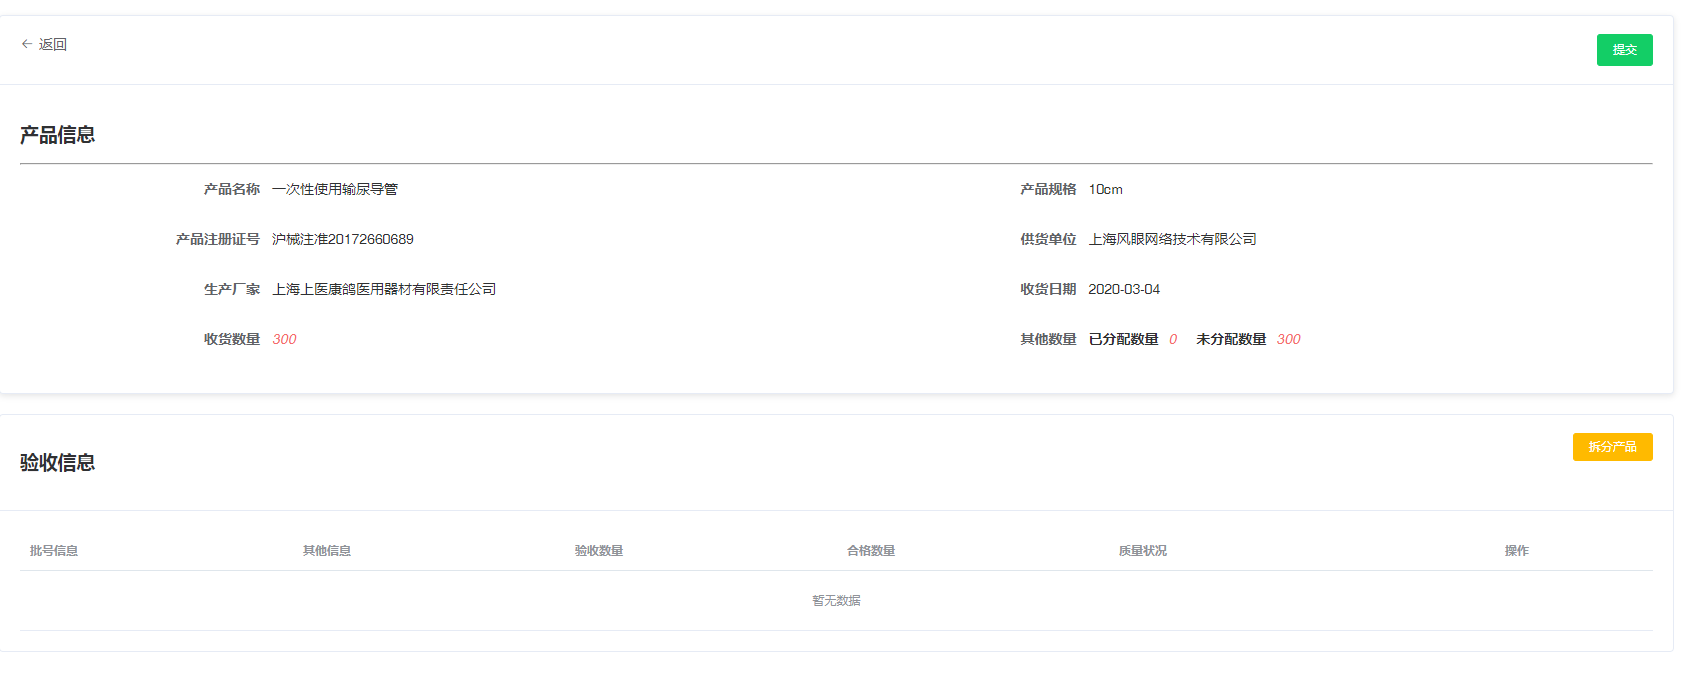 ← 返回
提交
产品信息
产品名称 一次性使用输尿导管 产品规格 10cm
产品注册证号 沪械注准20172660689 供货单位 上海风眼网络技术有限公司
生产厂家 上海上医康鸽医用器材有限责任公司 收货日期 2020-03-04
收货数量 300 其他数量 已分配数量 0 未分配数量 300
验收信息
拆分产品
批号信息 其他信息 验收数量 合格数量 质量状况 操作
暂无数据